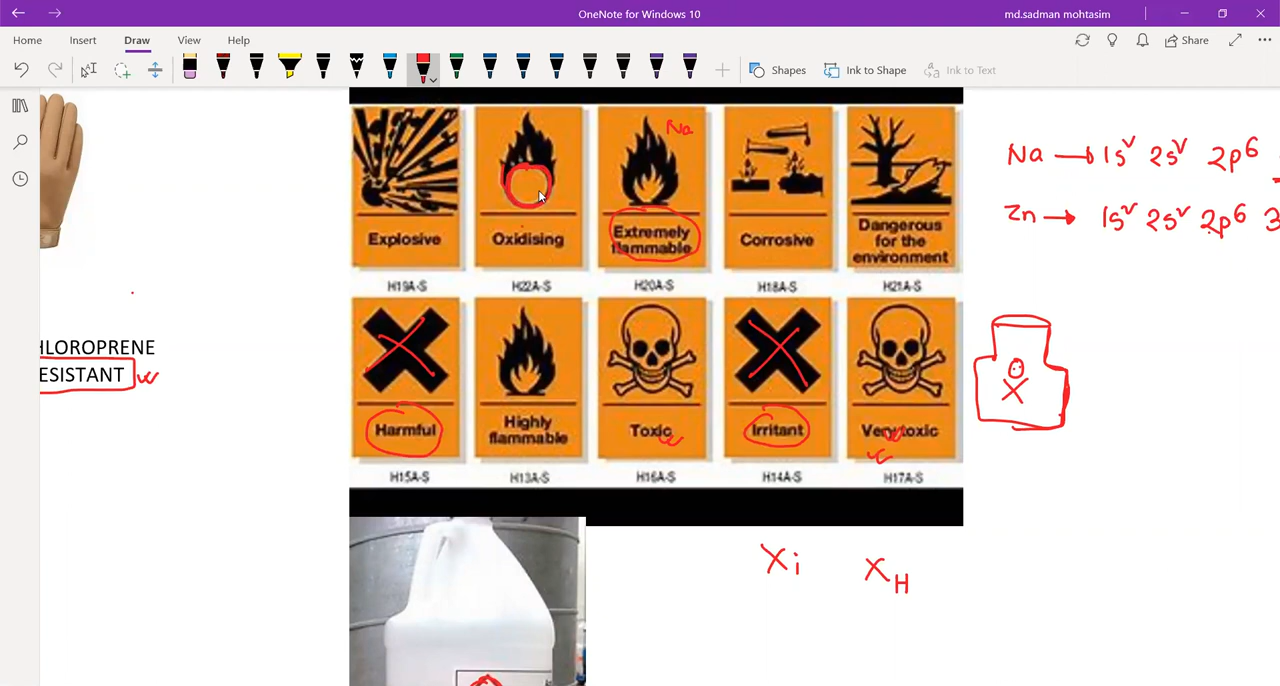 OneNote for Windows 10
md.sadman mohtasim
Home Insert Draw View Help
Share
Shapes
Ink to Shape
Ink to Text
Na
Explosive
Oxidising
Extremely
flammable
Corrosive
Dangerous
for the
environment
H19A-S
H22A-S
H20A-S
H18A-S
H21A-S
Harmful
Highly
flammable
Toxic
Irritant
Very toxic
H15A-S
H13A-S
H16A-S
H14A-S
H17A-S
HLOROPRENE
ESISTANT
Na → 1s² 2s² 2p⁶
Zn → 1s² 2s² 2p⁶ 3
Xi XH